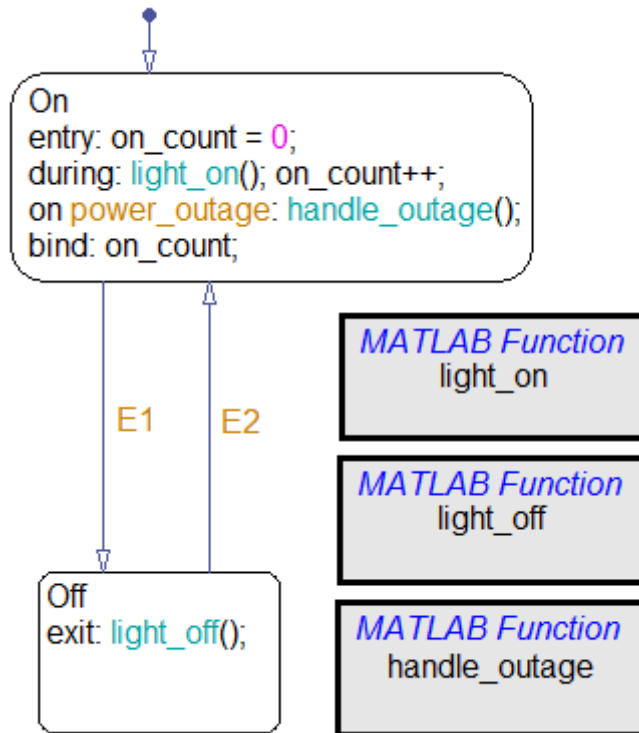 On
entry: on_count = 0;
during: light_on(); on_count++;
on power_outage: handle_outage();
bind: on_count;
MATLAB Function
light_on
E1
E2
MATLAB Function
light_off
Off
exit: light_off();
MATLAB Function
handle_outage